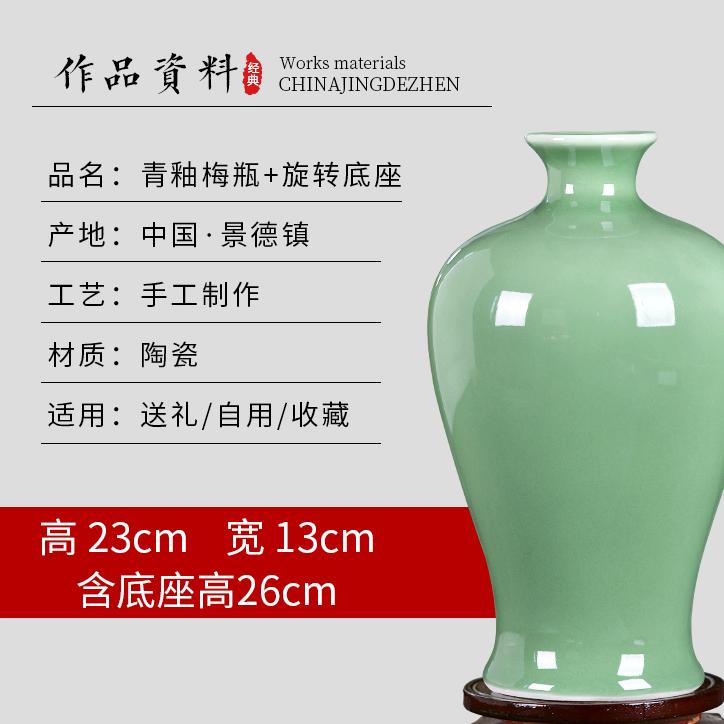 作品資料
经典
Works materials
CHINAJINGDEZHEN
品名：青釉梅瓶+旋转底座
产地：中国·景德镇
工艺：手工制作
材质：陶瓷
适用：送礼/自用/收藏
高 23cm 宽 13cm
含底座高26cm